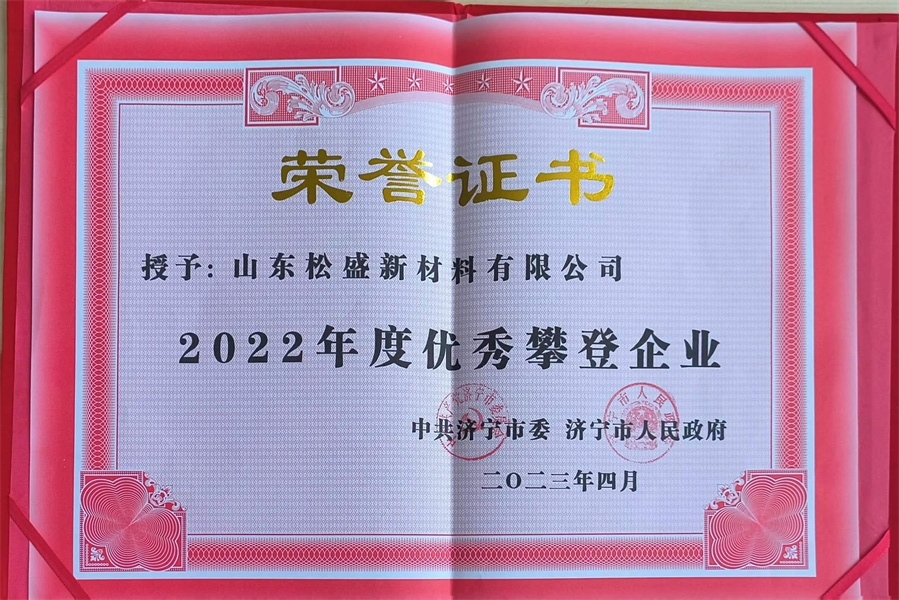 荣誉证书
授予: 山东松盛新材料有限公司
2022年度优秀攀登企业
中共济宁市委 济宁市人民政府
二〇二三年四月